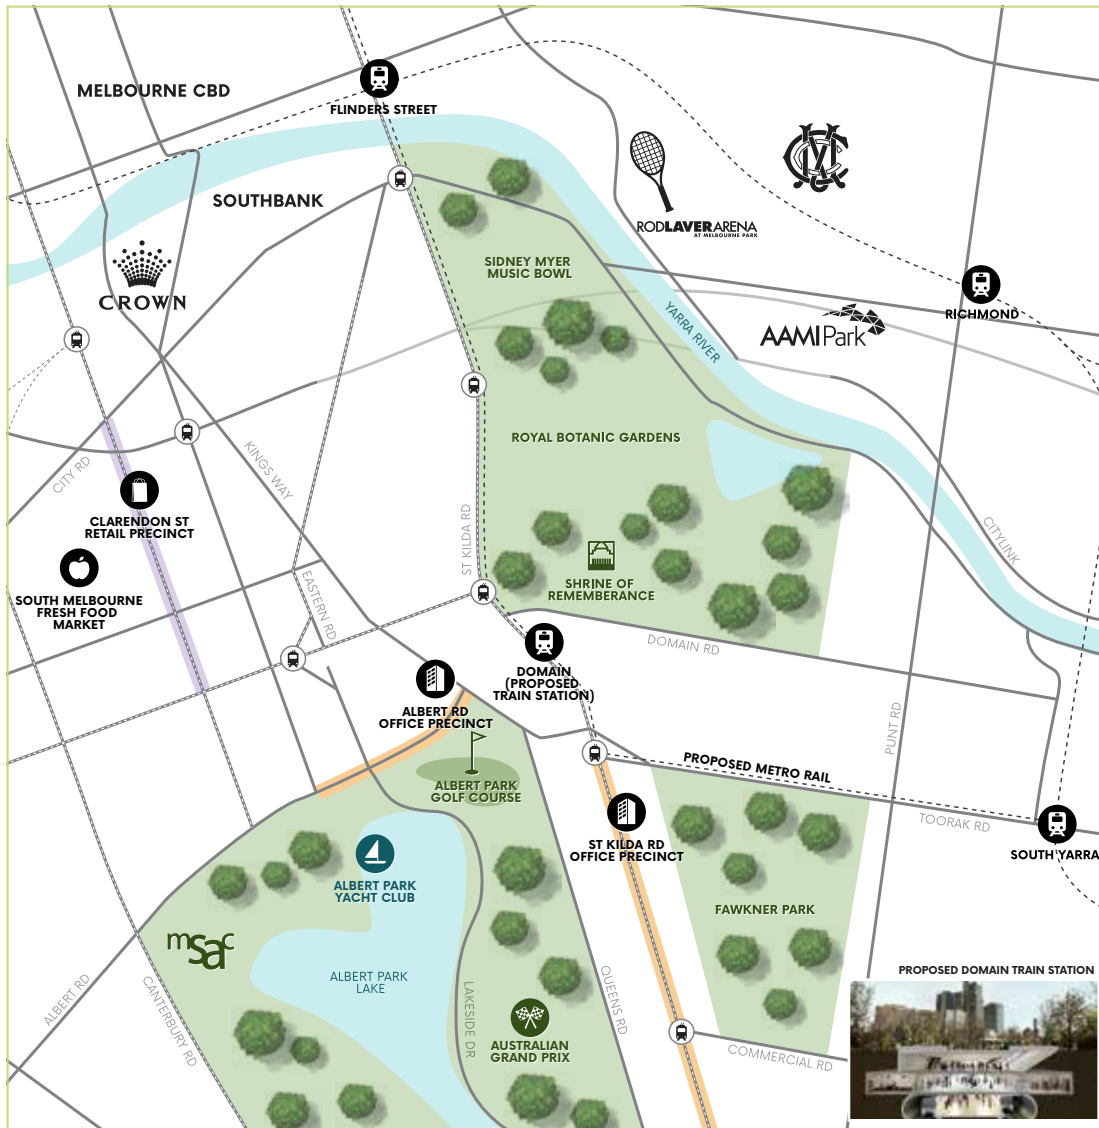 MELBOURNE CBD
FLINDERS STREET
SOUTHBANK
CROWN
MCC
RODLAVERARENA
AT MELBOURNE PARK
SIDNEY MYER
MUSIC BOWL
YARRA RIVER
AAMIPark
RICHMOND
ROYAL BOTANIC GARDENS
CITY RD
KINGS WAY
CLARENDON ST
RETAIL PRECINCT
ST KILDA RD
CITYLINK
SOUTH MELBOURNE
FRESH FOOD
MARKET
EASTERN RD
SHRINE OF
REMEMBERANCE
DOMAIN RD
DOMAIN
(PROPOSED
TRAIN STATION)
ALBERT RD
OFFICE PRECINCT
PUNT RD
PROPOSED METRO RAIL
ALBERT PARK
GOLF COURSE
TOORAK RD
SOUTH YARRA
ST KILDA RD
OFFICE PRECINCT
ALBERT PARK
YACHT CLUB
FAWKNER PARK
msac
ALBERT PARK
LAKE
PROPOSED DOMAIN TRAIN STATION
ALBERT RD
CANTERBURY RD
LAKESIDE DR
QUEENS RD
AUSTRALIAN
GRAND PRIX
COMMERCIAL RD